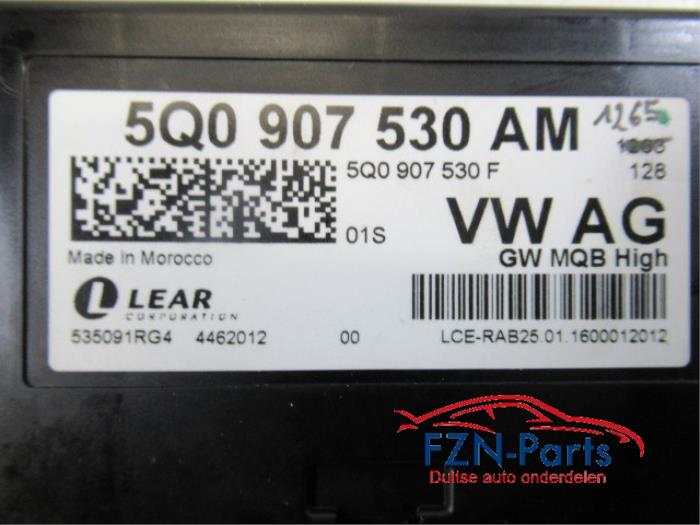 5Q0 907 530 AM 1265
5Q0 907 530 F 128
01S VW AG
GW MQB High
Made In Morocco
LEAR
CORPORATION
535091RG4 4462012 00 LCE-RAB25.01.1600012012
FZN-Parts
Duitse auto onderdelen